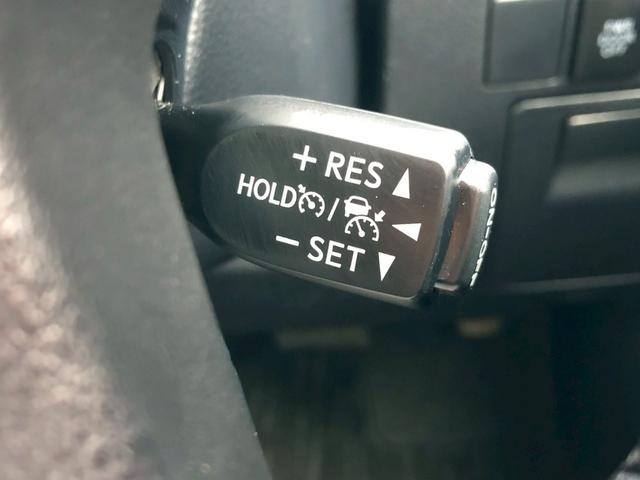 + RES
HOLD /
− SET
ON·OFF